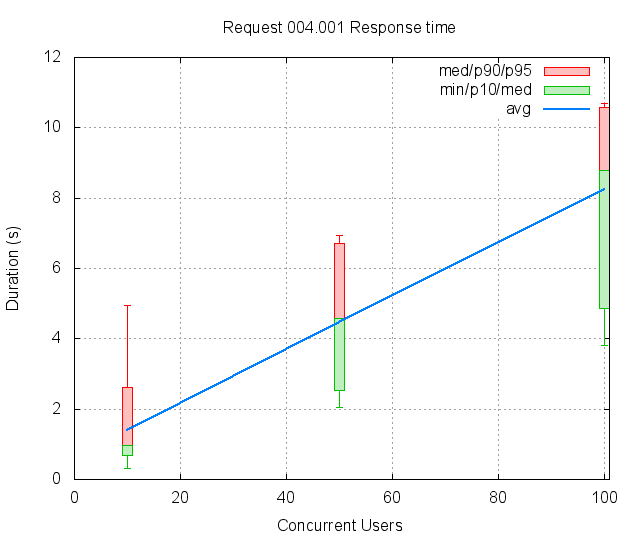 Request 004.001 Response time
med/p90/p95
min/p10/med
avg
Duration (s)
12
10
8
6
4
2
0
0 20 40 60 80 100
Concurrent Users